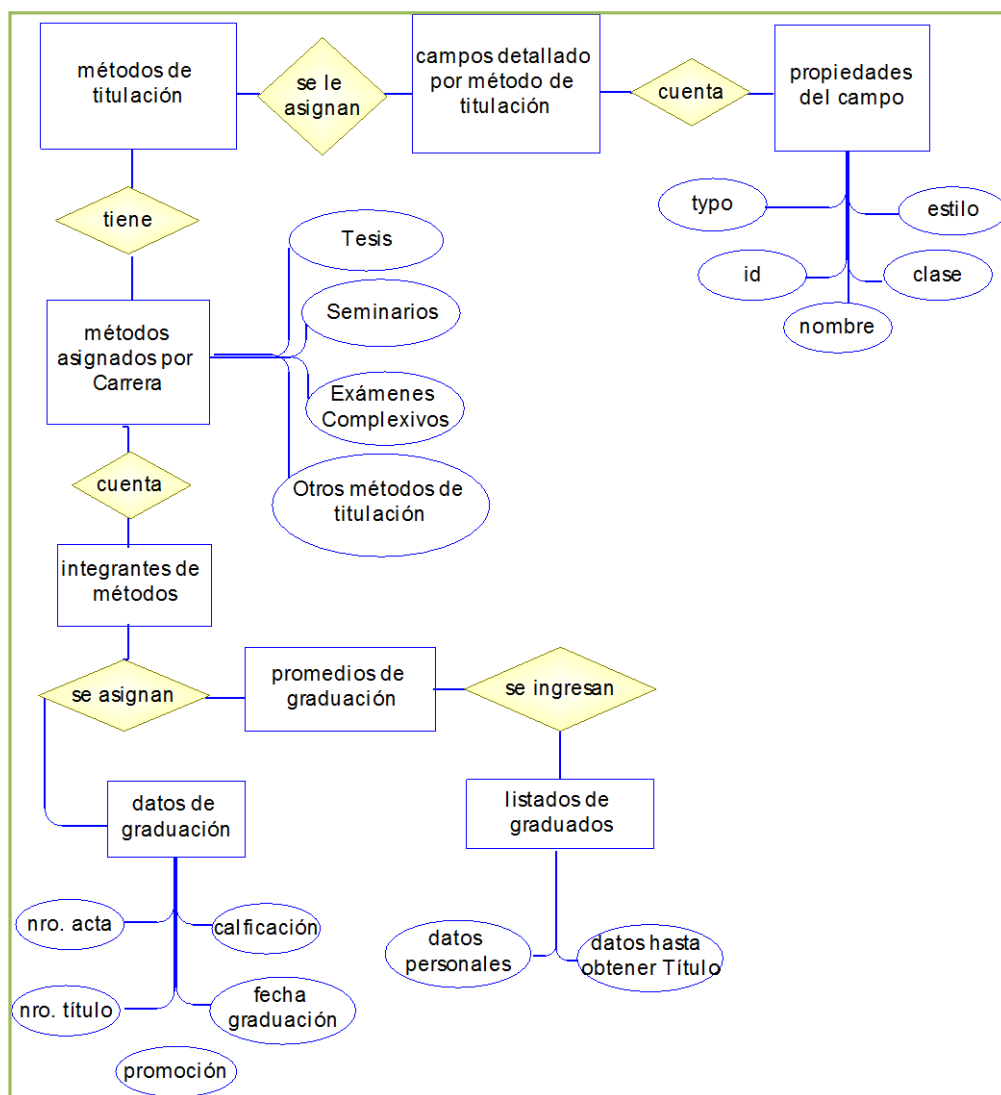 métodos de
titulación
se le
asignan
campos detallado
por método de
titulación
cuenta
propiedades
del campo
typo
estilo
id
clase
nombre
tiene
Tesis
Seminarios
métodos
asignados por
Carrera
Exámenes
Complexivos
Otros métodos de
titulación
cuenta
integrantes de
métodos
se asignan
promedios de
graduación
se ingresan
datos de
graduación
listados de
graduados
nro. acta
calficación
nro. título
fecha
graduación
promoción
datos
personales
datos hasta
obtener Título